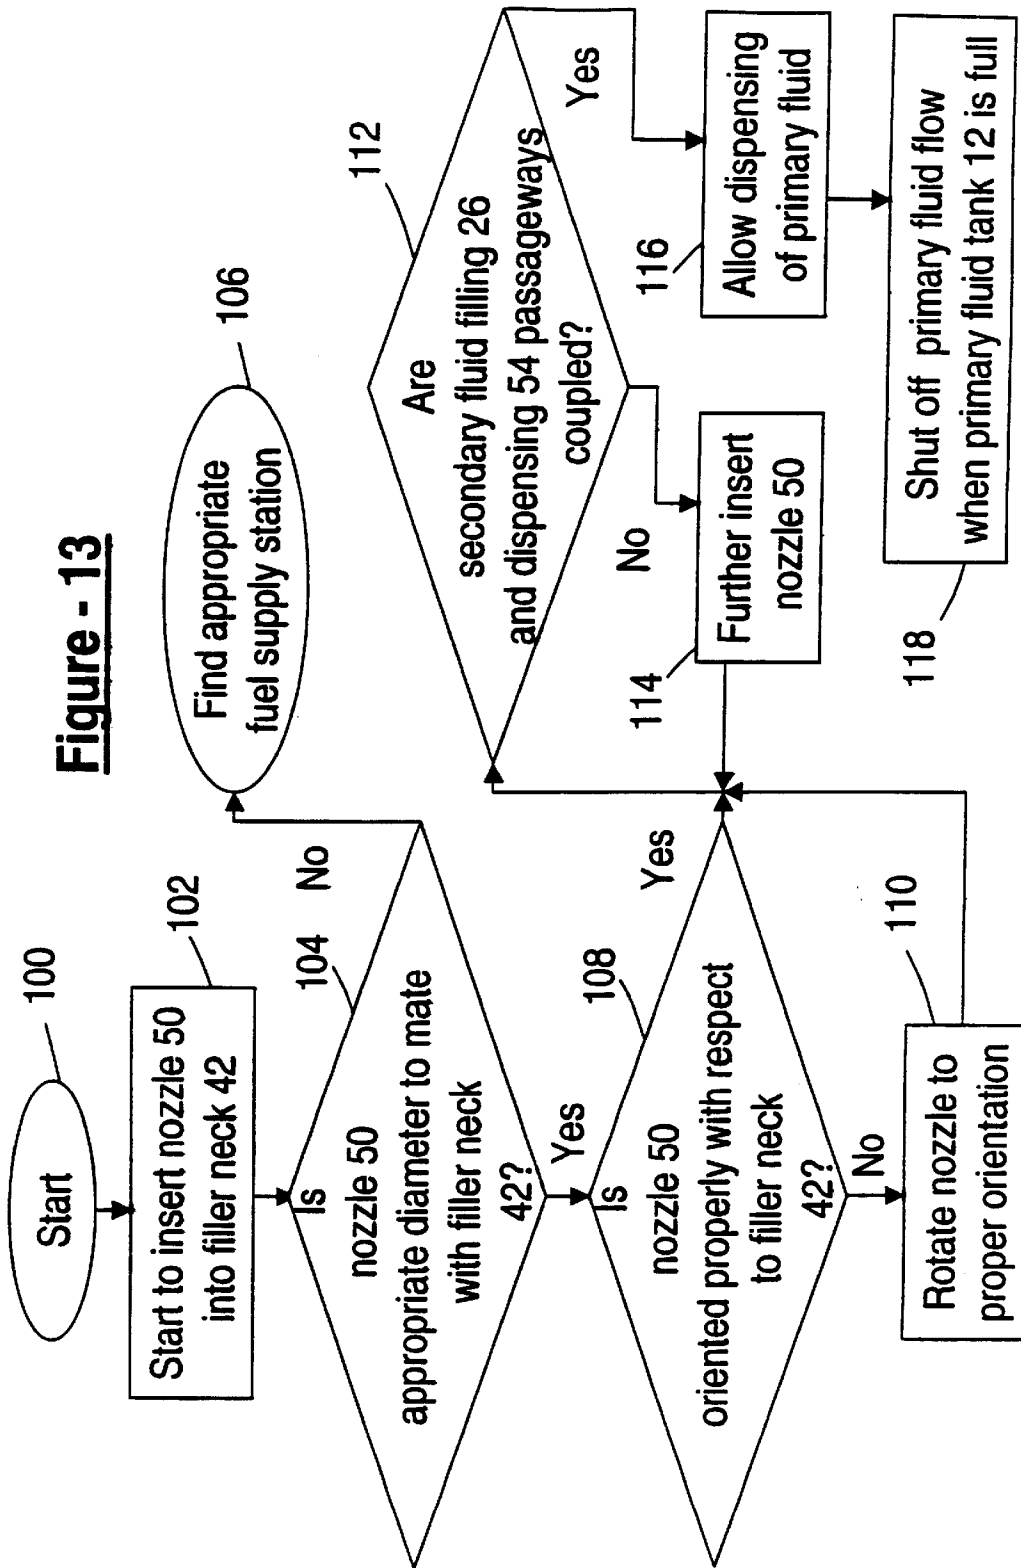 Figure - 13
100
Start
102
Start to insert nozzle 50
into filler neck 42
104
Is
nozzle 50
appropriate diameter to mate
with filler neck
42?
No
106
Find appropriate
fuel supply station
Yes
108
Is
nozzle 50
oriented properly with respect
to filler neck
42?
Yes
No
110
Rotate nozzle to
proper orientation
112
Are
secondary fluid filling 26
and dispensing 54 passageways
coupled?
No
114
Further insert
nozzle 50
Yes
116
Allow dispensing
of primary fluid
118
Shut off primary fluid flow
when primary fluid tank 12 is full